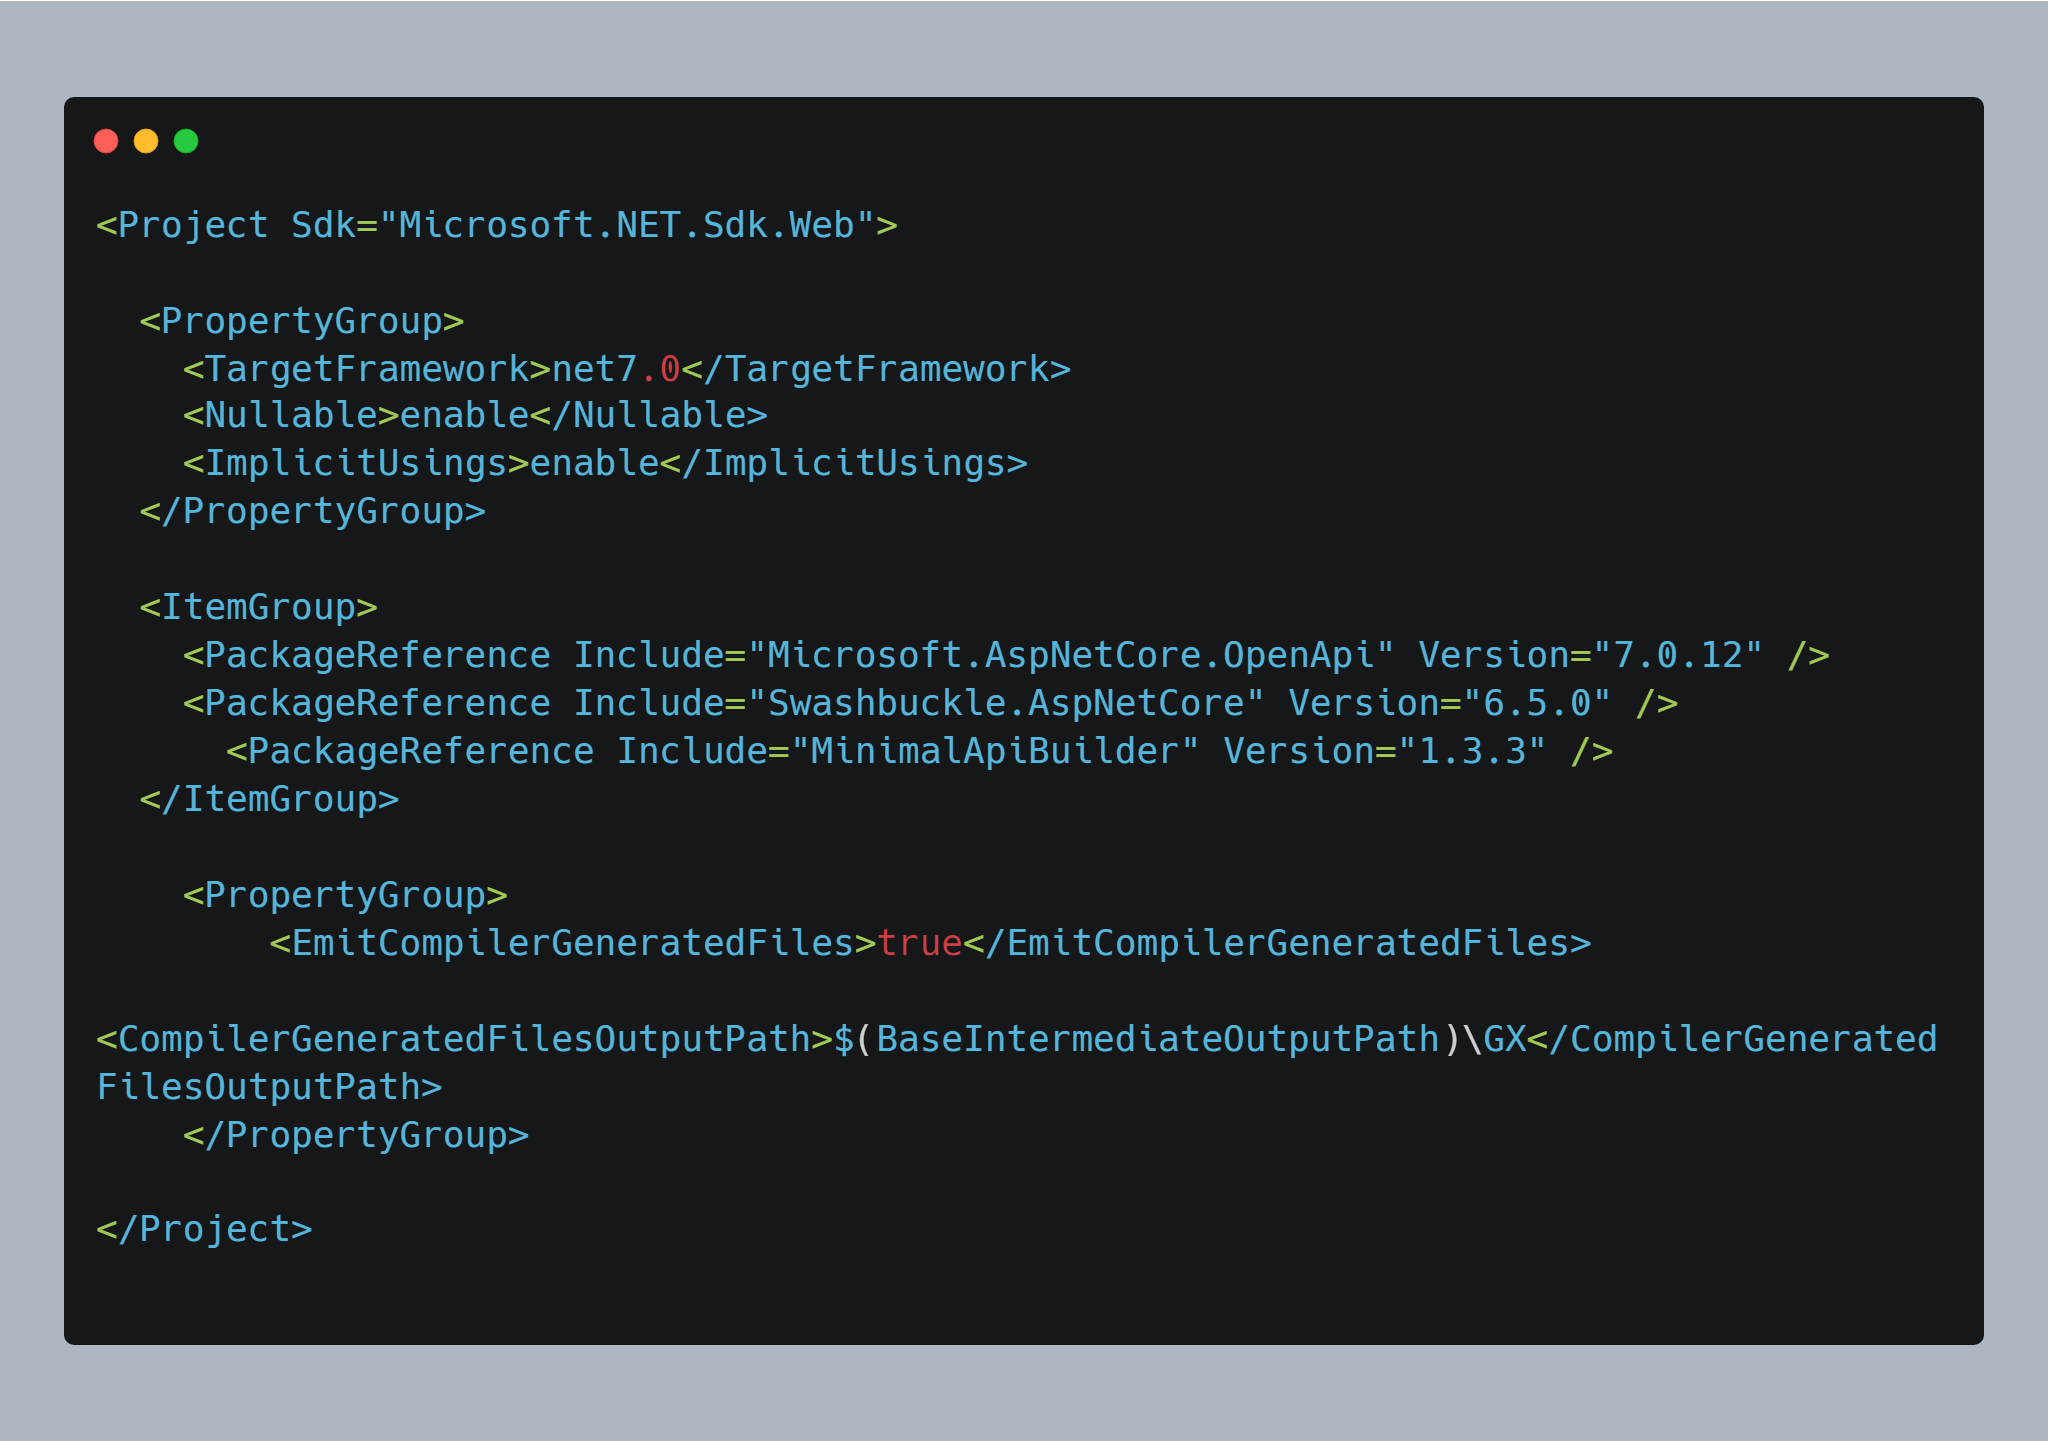 <Project Sdk="Microsoft.NET.Sdk.Web">
  <PropertyGroup>
    <TargetFramework>net7.0</TargetFramework>
    <Nullable>enable</Nullable>
    <ImplicitUsings>enable</ImplicitUsings>
  </PropertyGroup>
  <ItemGroup>
    <PackageReference Include="Microsoft.AspNetCore.OpenApi" Version="7.0.12" />
    <PackageReference Include="Swashbuckle.AspNetCore" Version="6.5.0" />
      <PackageReference Include="MinimalApiBuilder" Version="1.3.3" />
  </ItemGroup>
    <PropertyGroup>
        <EmitCompilerGeneratedFiles>true</EmitCompilerGeneratedFiles>
<CompilerGeneratedFilesOutputPath>$(BaseIntermediateOutputPath)\GX</CompilerGenerated
FilesOutputPath>
    </PropertyGroup>
</Project>